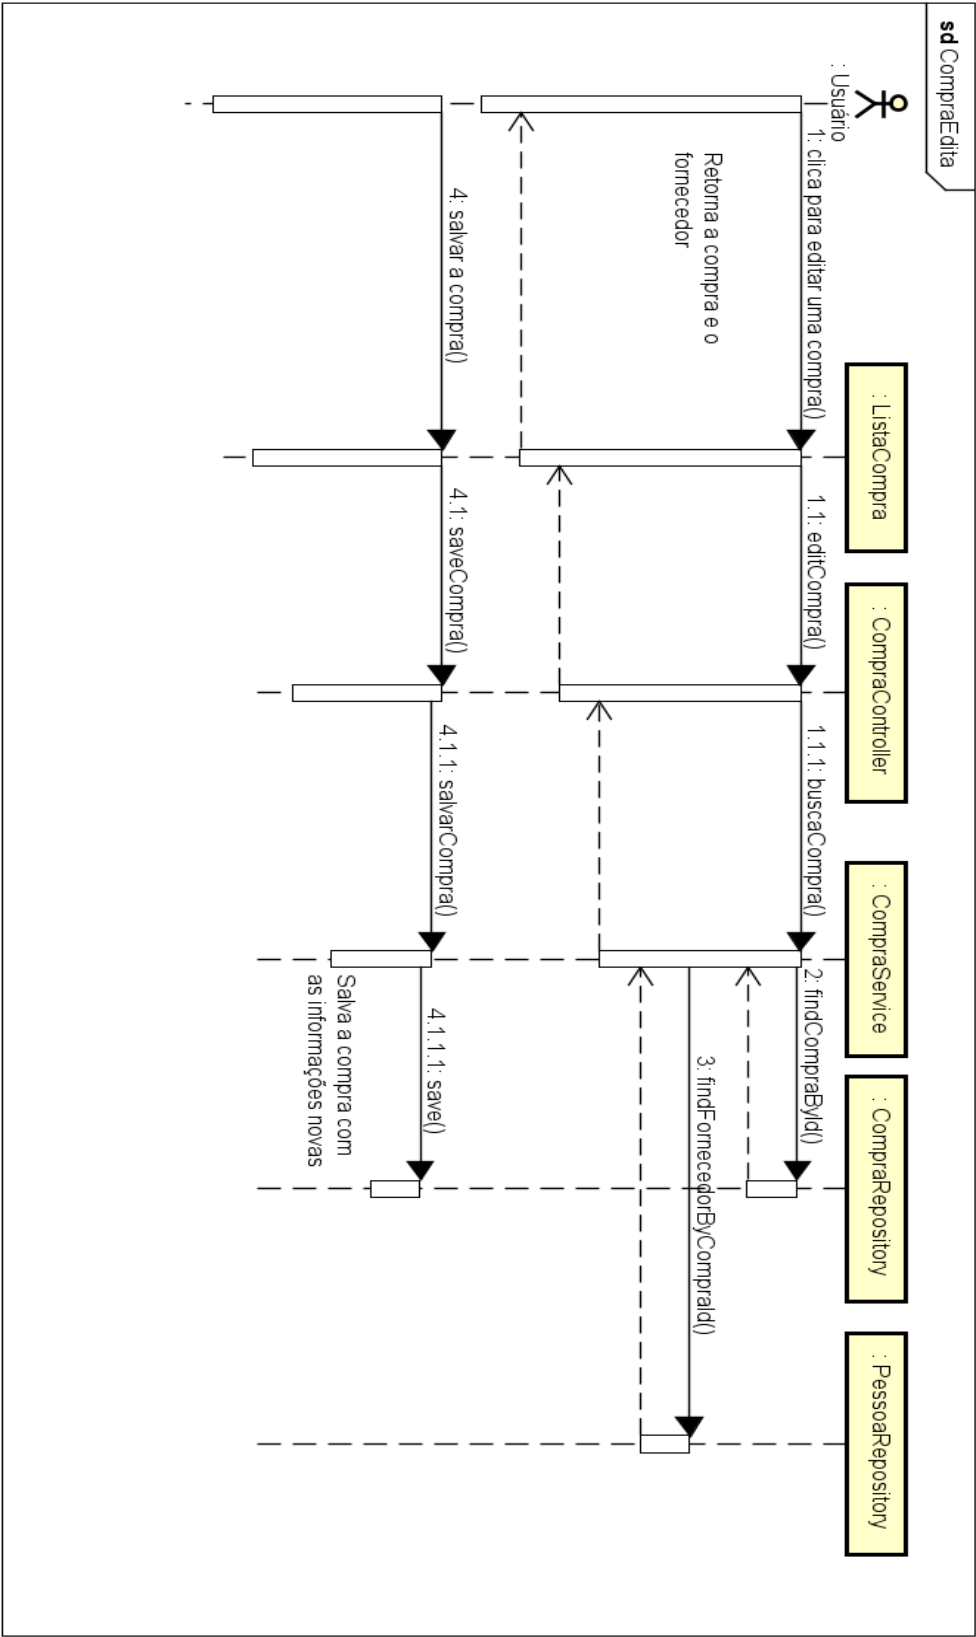 sd CompraEdita
: Usuário
: ListaCompra
: CompraController
: CompraService
: CompraRepository
: PessoaRepository
1: clica para editar uma compra()
1.1: editCompra()
1.1.1: buscaCompra()
2: findCompraById()
3: findFornecedorByCompraId()
Retorna a compra e o
fornecedor
4: salvar a compra()
4.1: saveCompra()
4.1.1: salvarCompra()
4.1.1.1: save()
Salva a compra com
as informações novas